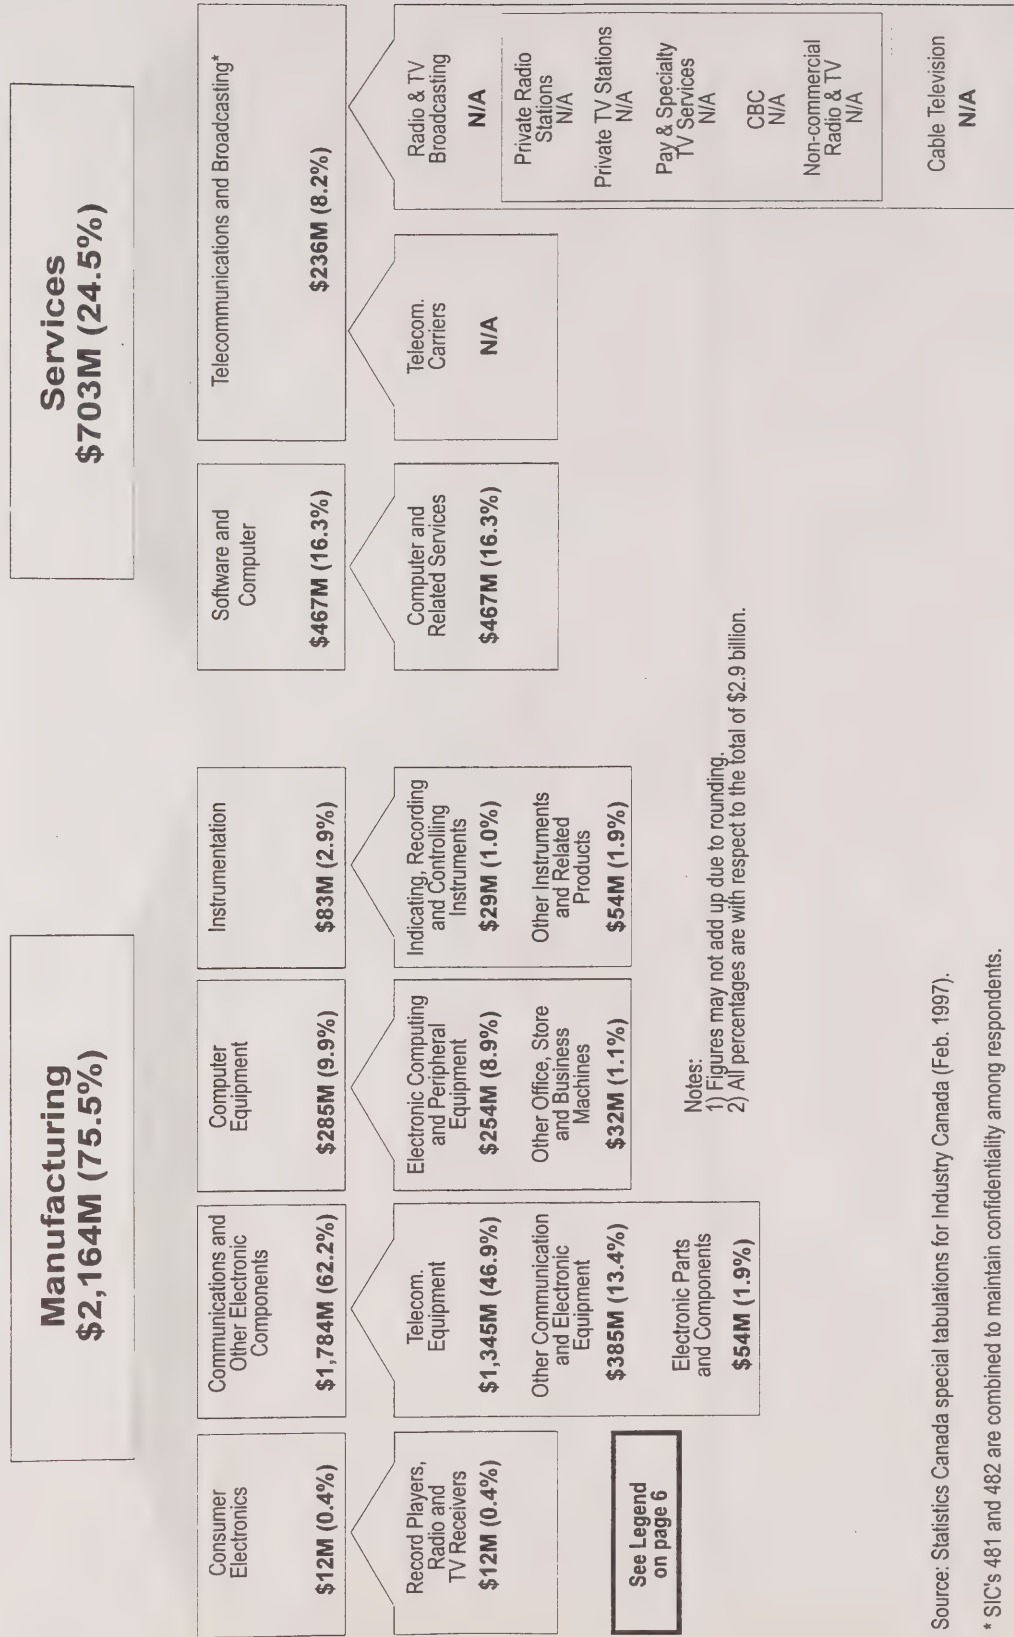 Manufacturing
$2,164M (75.5%)
Services
$703M (24.5%)
Consumer
Electronics
$12M (0.4%)
Communications and
Other Electronic
Components
$1,784M (62.2%)
Computer
Equipment
$285M (9.9%)
Instrumentation
$83M (2.9%)
Software and
Computer
$467M (16.3%)
Telecommunications and Broadcasting*
$236M (8.2%)
Record Players,
Radio and
TV Receivers
$12M (0.4%)
Telecom.
Equipment
$1,345M (46.9%)
Other Communication
and Electronic
Equipment
$385M (13.4%)
Electronic Parts
and Components
$54M (1.9%)
Electronic Computing
and Peripheral
Equipment
$254M (8.9%)
Other Office, Store
and Business
Machines
$32M (1.1%)
Indicating, Recording
and Controlling
Instruments
$29M (1.0%)
Other Instruments
and Related
Products
$54M (1.9%)
Computer and
Related Services
$467M (16.3%)
Telecom.
Carriers
N/A
Radio & TV
Broadcasting
N/A
Private Radio
Stations
N/A
Private TV Stations
N/A
Pay & Specialty
TV Services
N/A
CBC
N/A
Non-commercial
Radio & TV
N/A
Cable Television
N/A
See Legend
on page 6
Notes:
1) Figures may not add up due to rounding.
2) All percentages are with respect to the total of $2.9 billion.
Source: Statistics Canada special tabulations for Industry Canada (Feb. 1997).
* SIC's 481 and 482 are combined to maintain confidentiality among respondents.